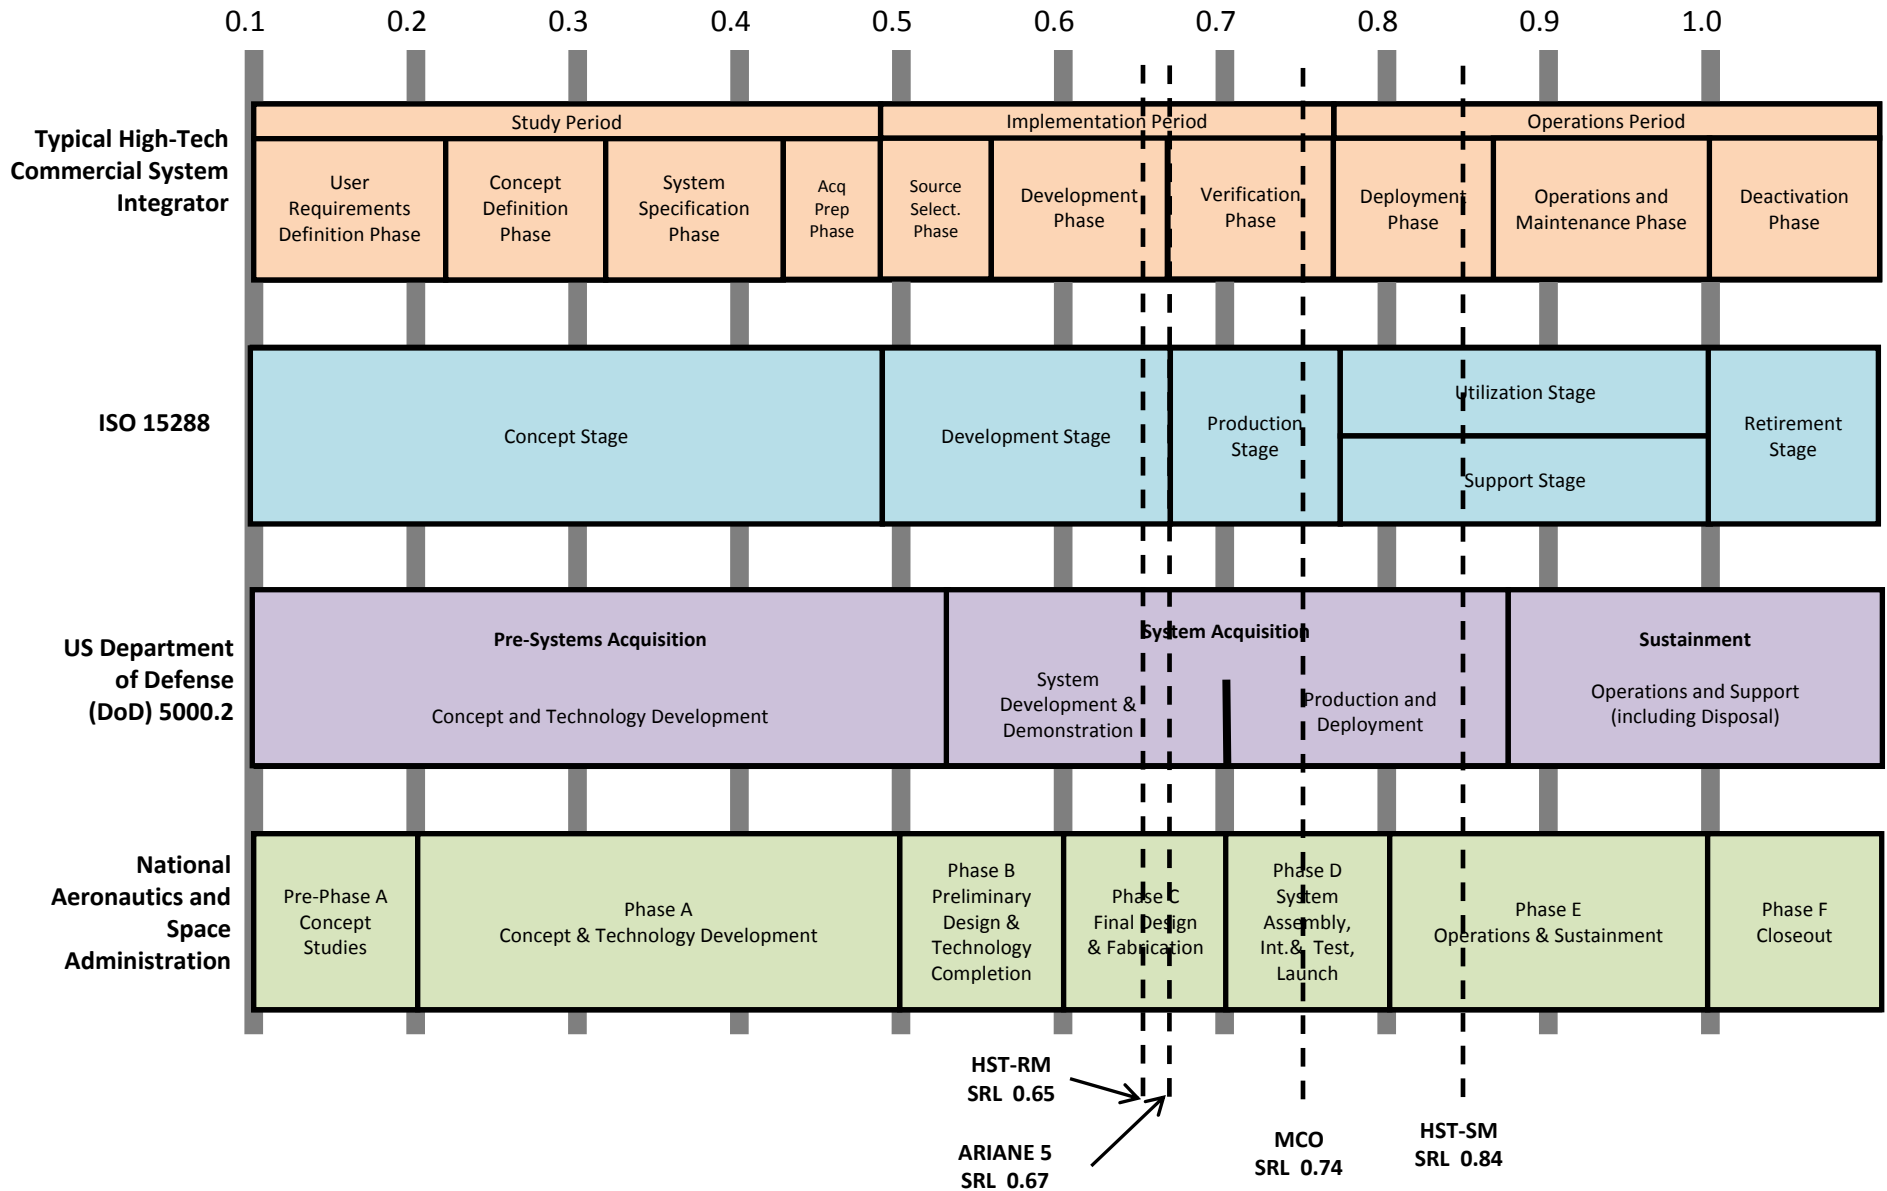 0.1 0.2 0.3 0.4 0.5 0.6 0.7 0.8 0.9 1.0
Typical High-Tech
Commercial System
Integrator
Study Period
Implementation Period
Operations Period
User
Requirements
Definition Phase
Concept
Definition
Phase
System
Specification
Phase
Acq
Prep
Phase
Source
Select.
Phase
Development
Phase
Verification
Phase
Deployment
Phase
Operations and
Maintenance Phase
Deactivation
Phase
ISO 15288
Concept Stage
Development Stage
Production
Stage
Utilization Stage
Support Stage
Retirement
Stage
US Department
of Defense
(DoD) 5000.2
Pre-Systems Acquisition
Concept and Technology Development
System Acquisition
System
Development &
Demonstration
Production and
Deployment
Sustainment
Operations and Support
(including Disposal)
National
Aeronautics and
Space
Administration
Pre-Phase A
Concept
Studies
Phase A
Concept & Technology Development
Phase B
Preliminary
Design &
Technology
Completion
Phase C
Final Design
& Fabrication
Phase D
System
Assembly,
Int.& Test,
Launch
Phase E
Operations & Sustainment
Phase F
Closeout
HST-RM
SRL 0.65
ARIANE 5
SRL 0.67
MCO
SRL 0.74
HST-SM
SRL 0.84